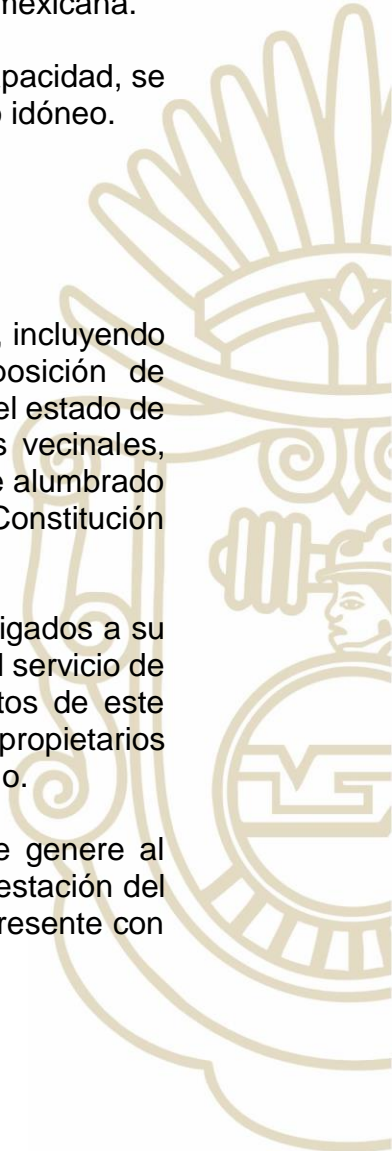 mexicana.
pacidad, se
idóneo.
, incluyendo
posición de
el estado de
s vecinales,
e alumbrado
Constitución
igados a su
l servicio de
tos de este
propietarios
o.
e genere al
estación del
resente con